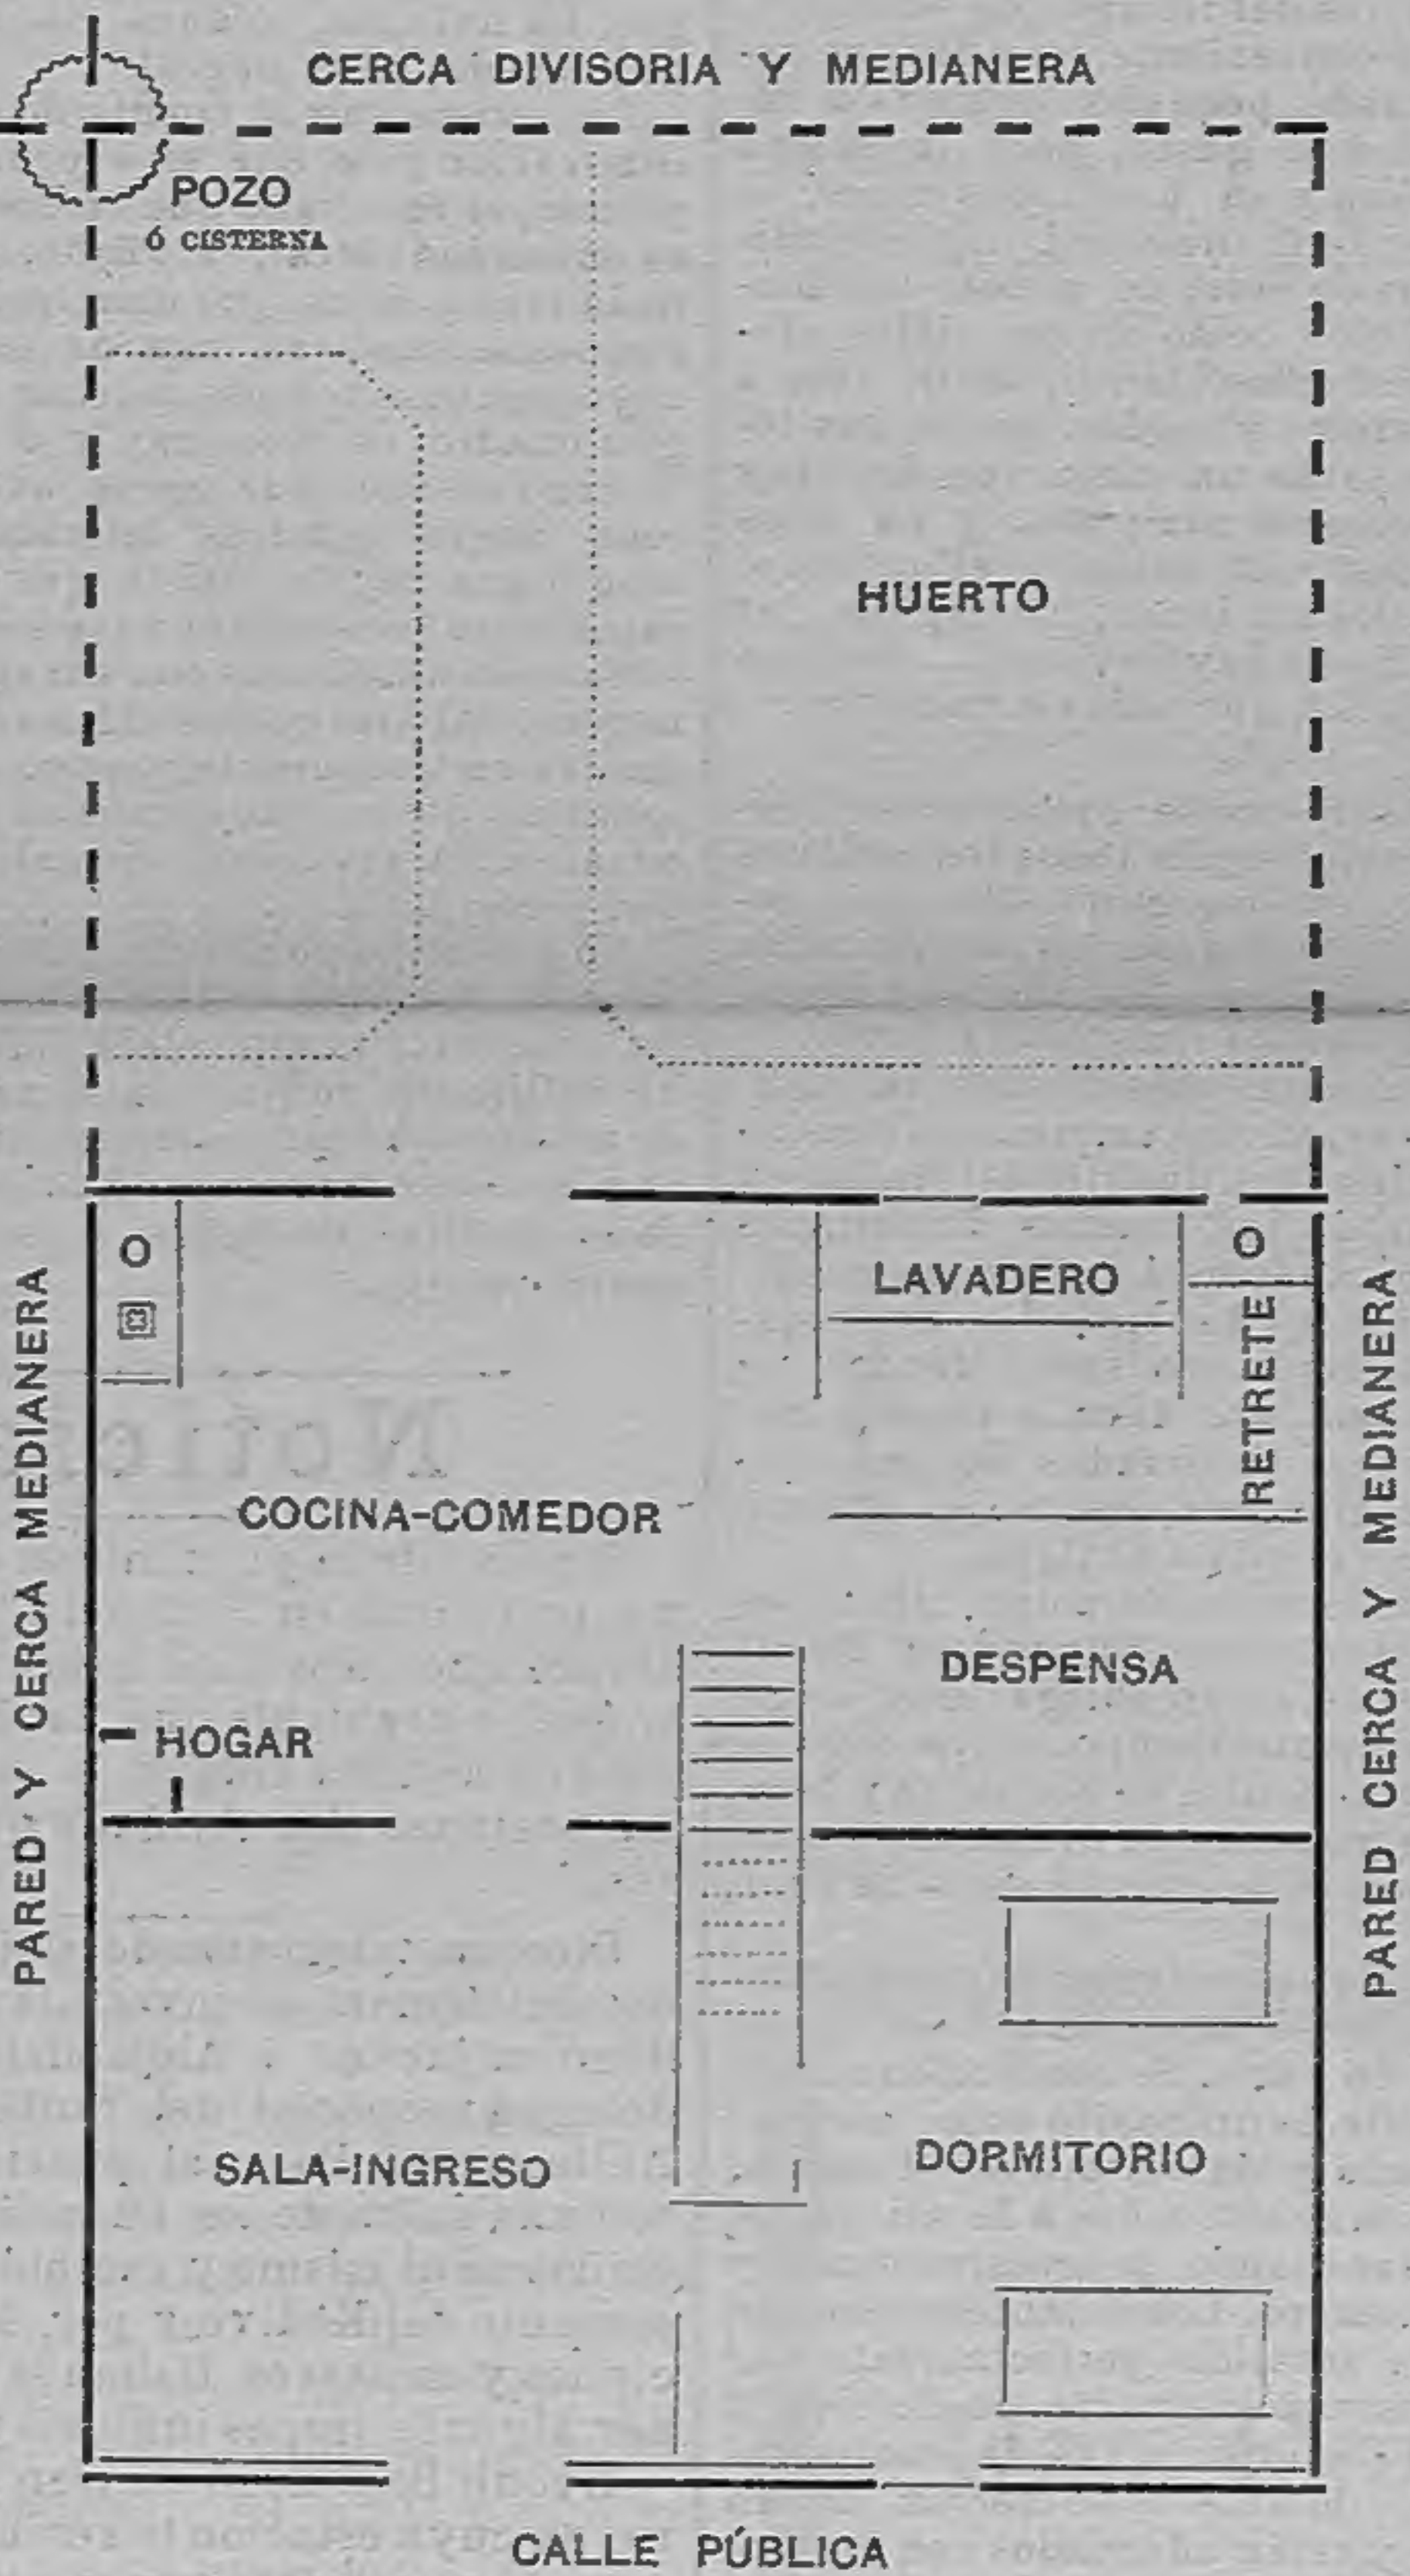 CERCA DIVISORIA Y MEDIANERA
POZO
Ó CISTERNA
HUERTO
LAVADERO
RETRETE
COCINA-COMEDOR
DESPENSA
HOGAR
PARED Y CERCA MEDIANERA
PARED CERCA Y MEDIANERA
SALA-INGRESO
DORMITORIO
CALLE PÚBLICA